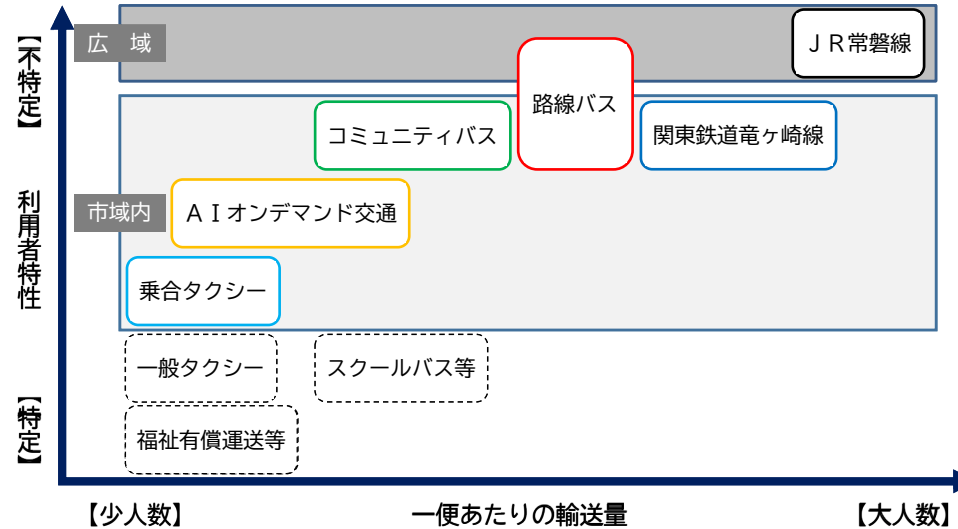 【不特定】
利用者特性
【特定】
広　域
ＪＲ常磐線
路線バス
コミュニティバス
関東鉄道竜ヶ崎線
市域内
ＡＩオンデマンド交通
乗合タクシー
一般タクシー
スクールバス等
福祉有償運送等
【少人数】
一便あたりの輸送量
【大人数】